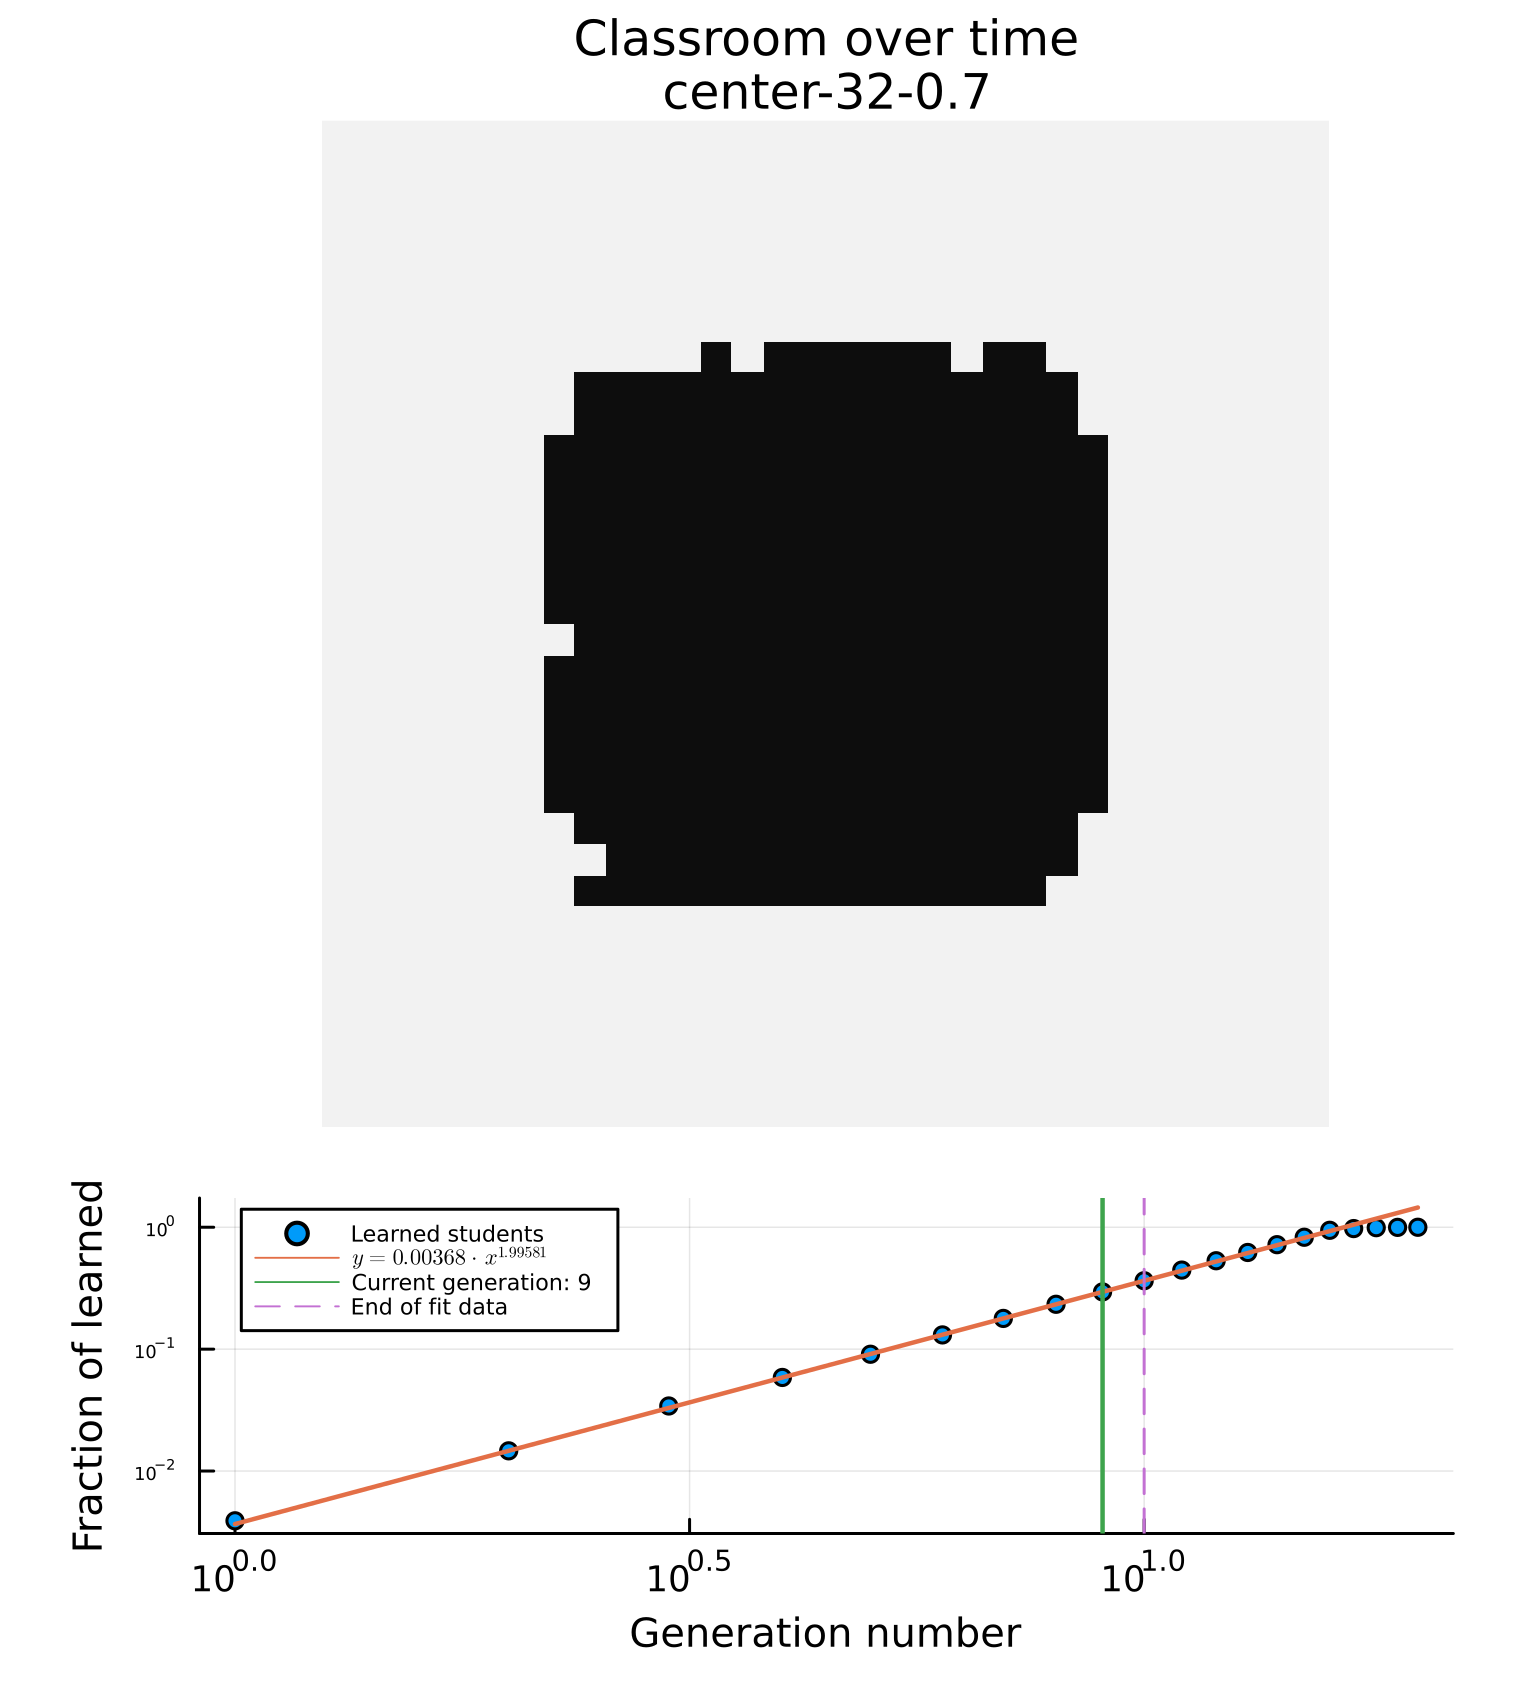 Classroom over time
center-32-0.7
Fraction of learned
10⁰
10⁻¹
10⁻²
Learned students
y = 0.00368 · x^1.99581
Current generation: 9
End of fit data
10^0.0 10^0.5 10^1.0
Generation number